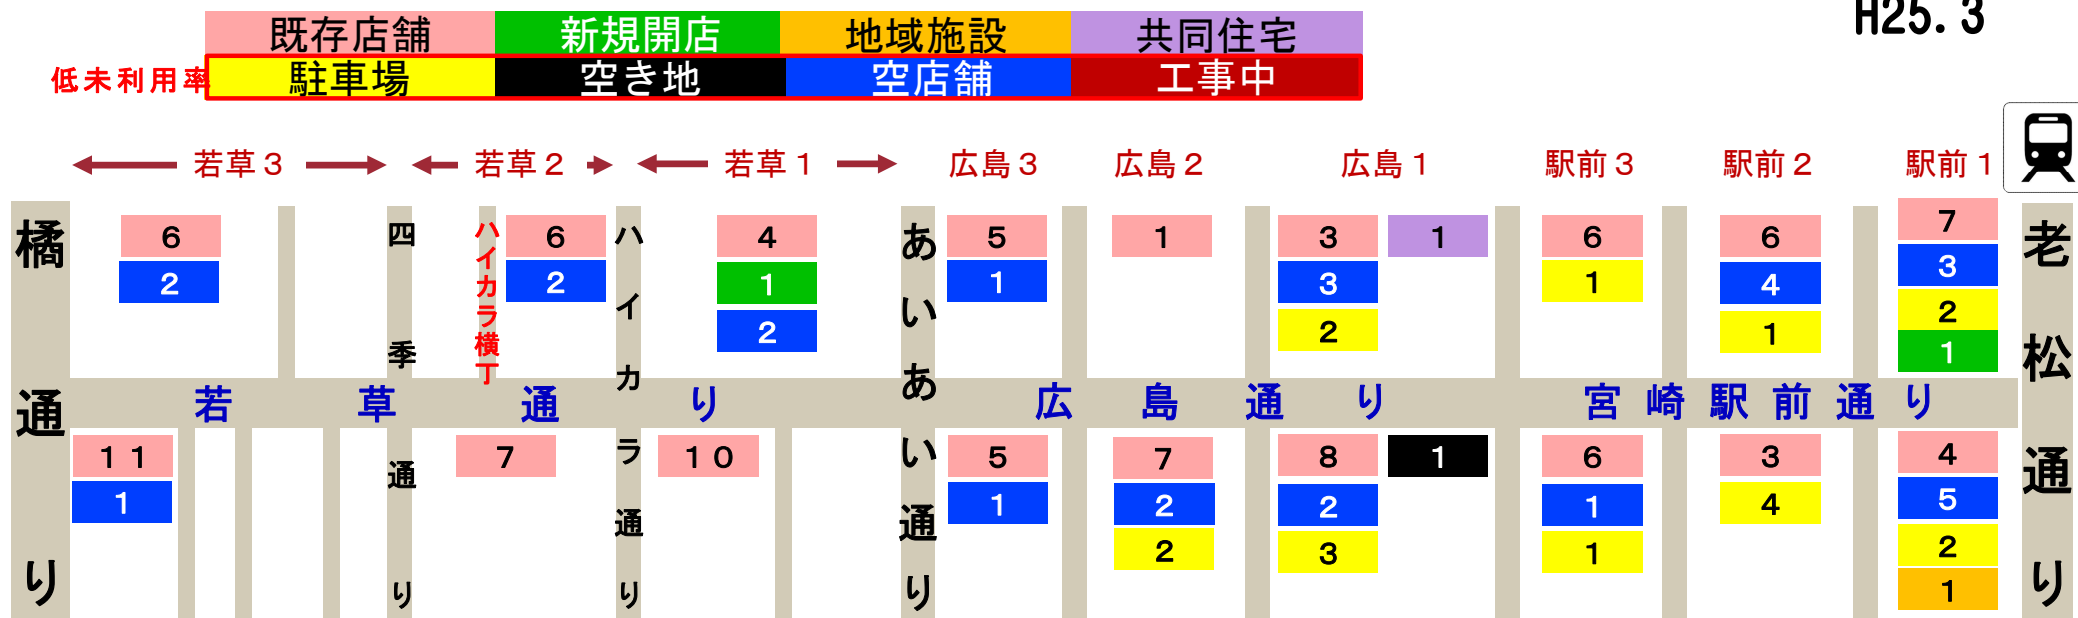 H25.3
既存店舗 新規開店 地域施設 共同住宅
低未利用率 駐車場 空き地 空店舗 工事中
若草3 若草2 若草1 広島3 広島2 広島1 駅前3 駅前2 駅前1
橘通り
四季通り
ハイカラ横丁
ハイカラ通り
あいあい通り
老松通り
6 6 4 5 1 3 1 6 6 7
2 2 1 1 3 1 4 3
2 2 1 2
1
若草通り 広島通り 宮崎駅前通り
11 7 10 5 7 8 1 6 3 4
1 1 2 2 1 4 5
2 3 1 2
1